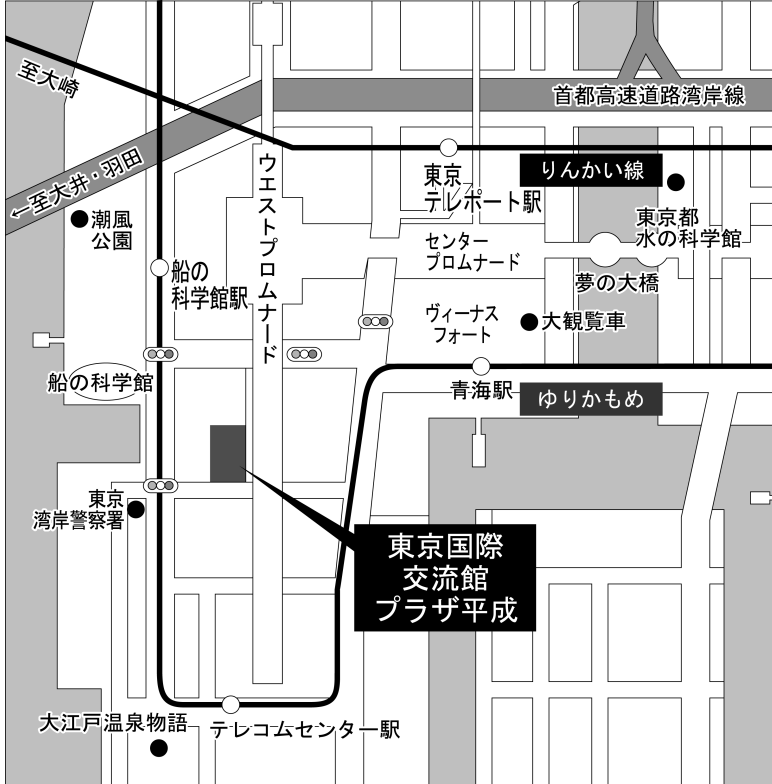 至大崎
首都高速道路湾岸線
←至大井・羽田
ウエストプロムナード
東京
テレポート駅
りんかい線
潮風
公園
東京都
水の科学館
センター
プロムナード
船の
科学館駅
夢の大橋
ヴィーナス
フォート
大観覧車
船の科学館
青海駅
ゆりかもめ
東京
湾岸警察署
東京国際
交流館
プラザ平成
大江戸温泉物語
テレコムセンター駅